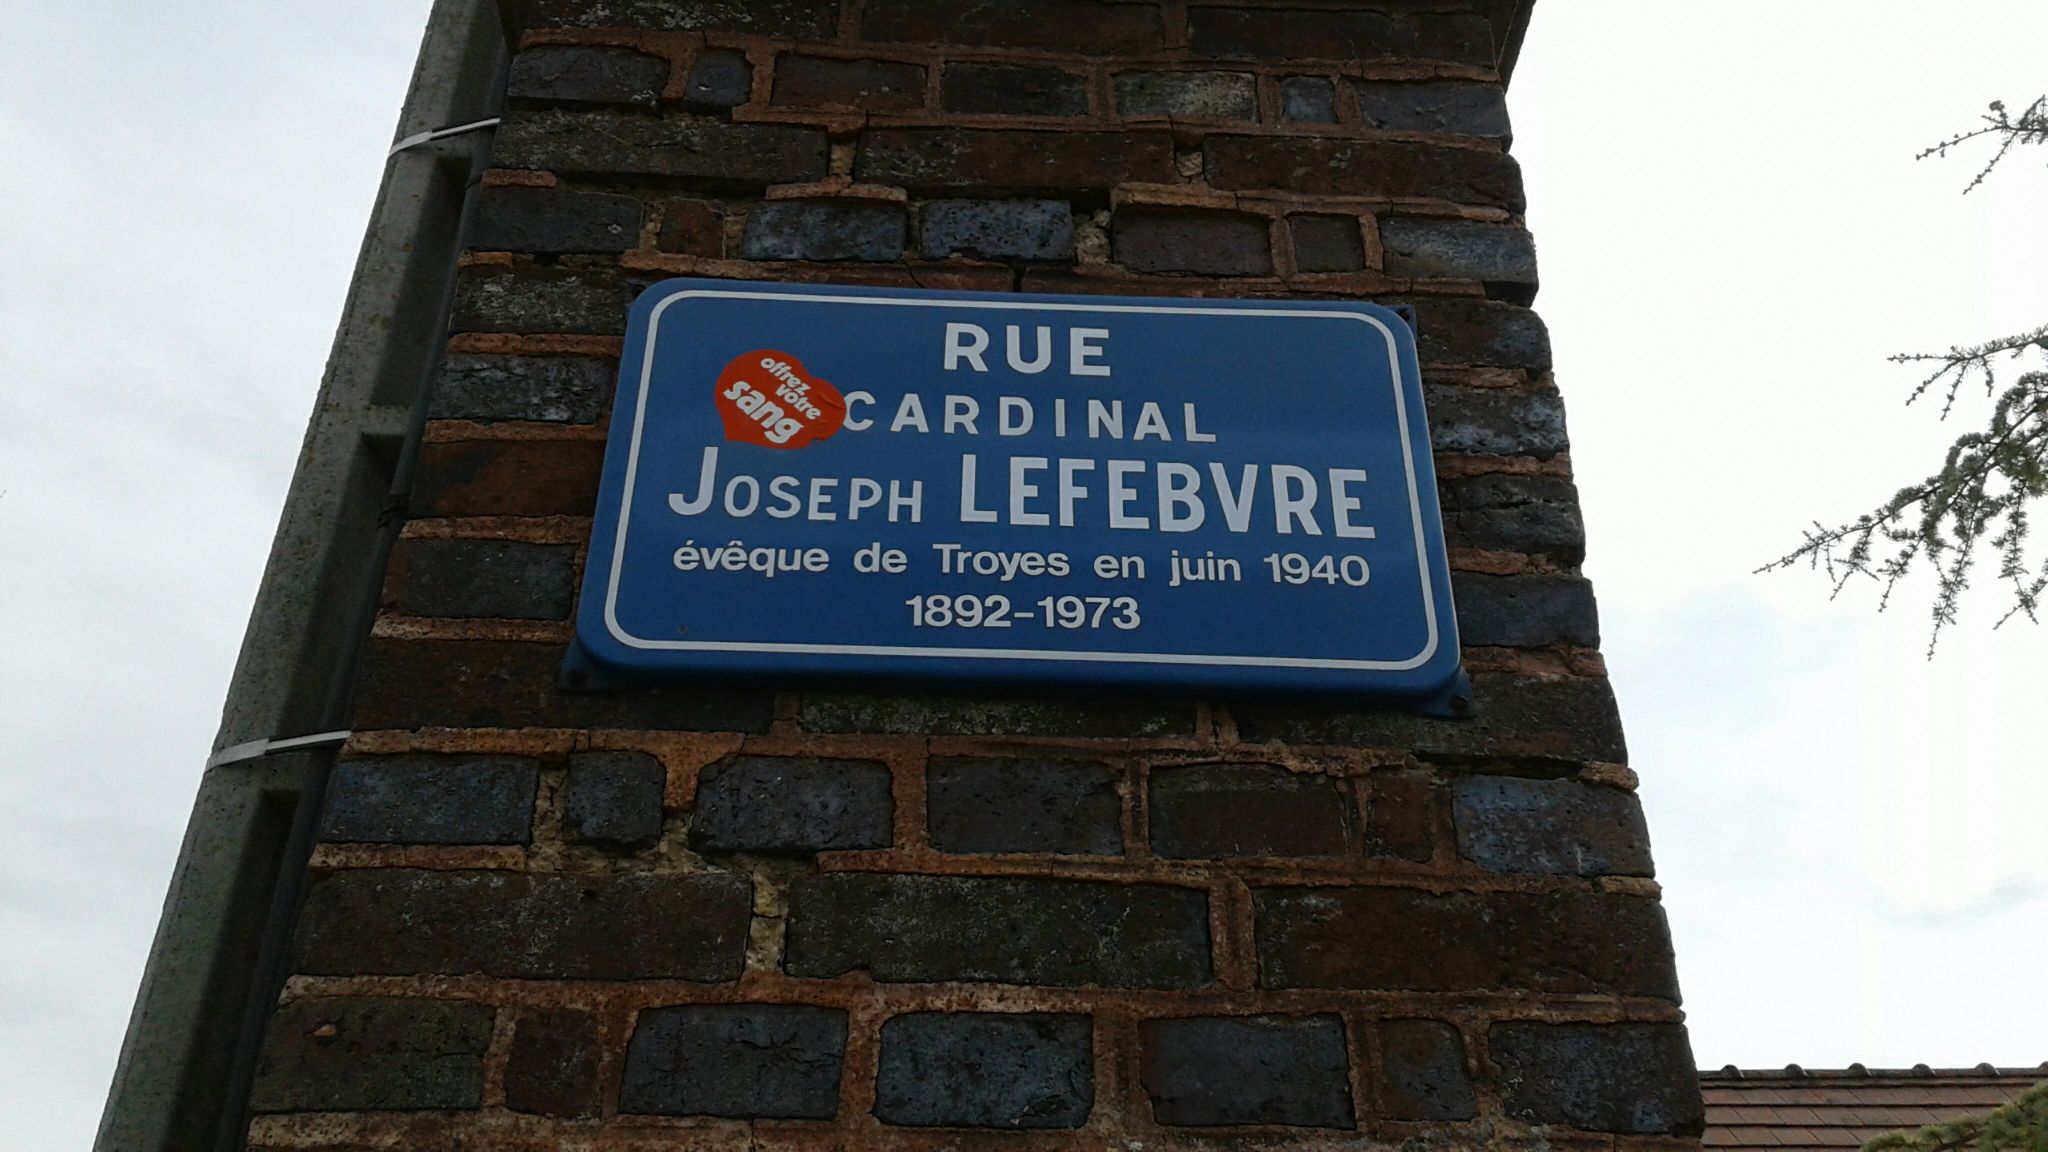 RUE
offrez
votre
sang
CARDINAL
JOSEPH LEFEBVRE
évêque de Troyes en juin 1940
1892-1973